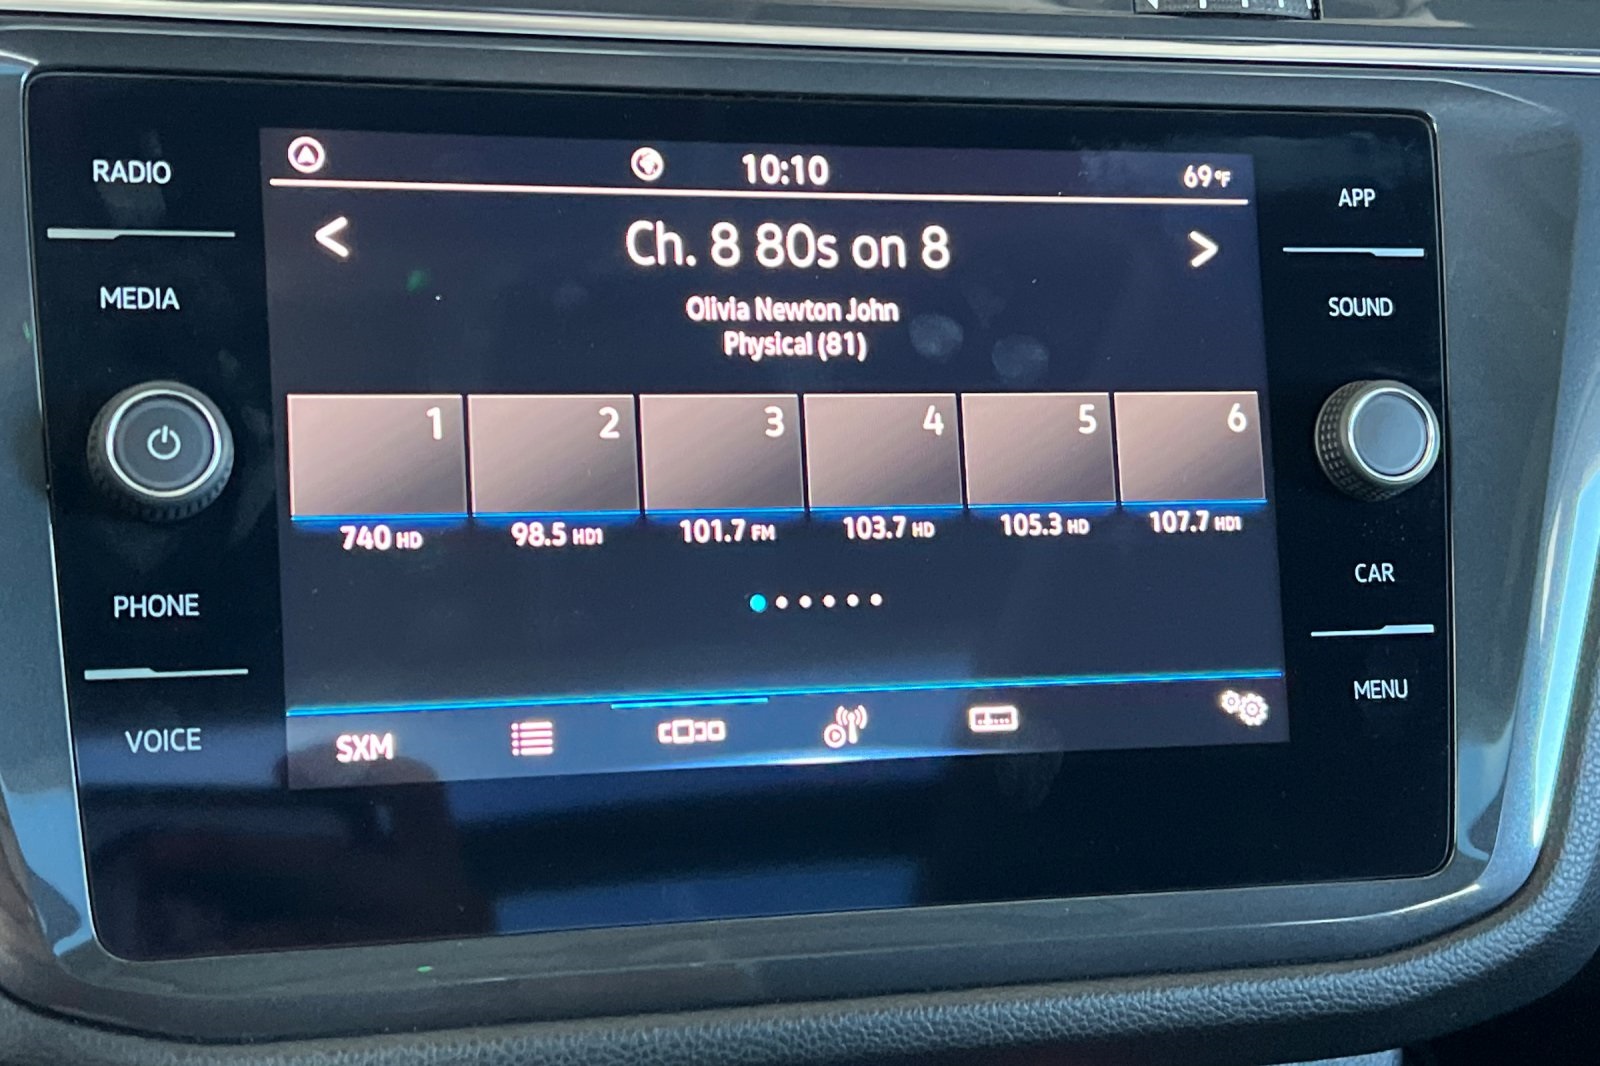 RADIO
MEDIA
PHONE
VOICE
10:10
69°F
< Ch. 8 80s on 8 >
Olivia Newton John
Physical (81)
1 2 3 4 5 6
740 HD 98.5 HD1 101.7 FM 103.7 HD 105.3 HD 107.7 HD1
SXM
APP
SOUND
CAR
MENU